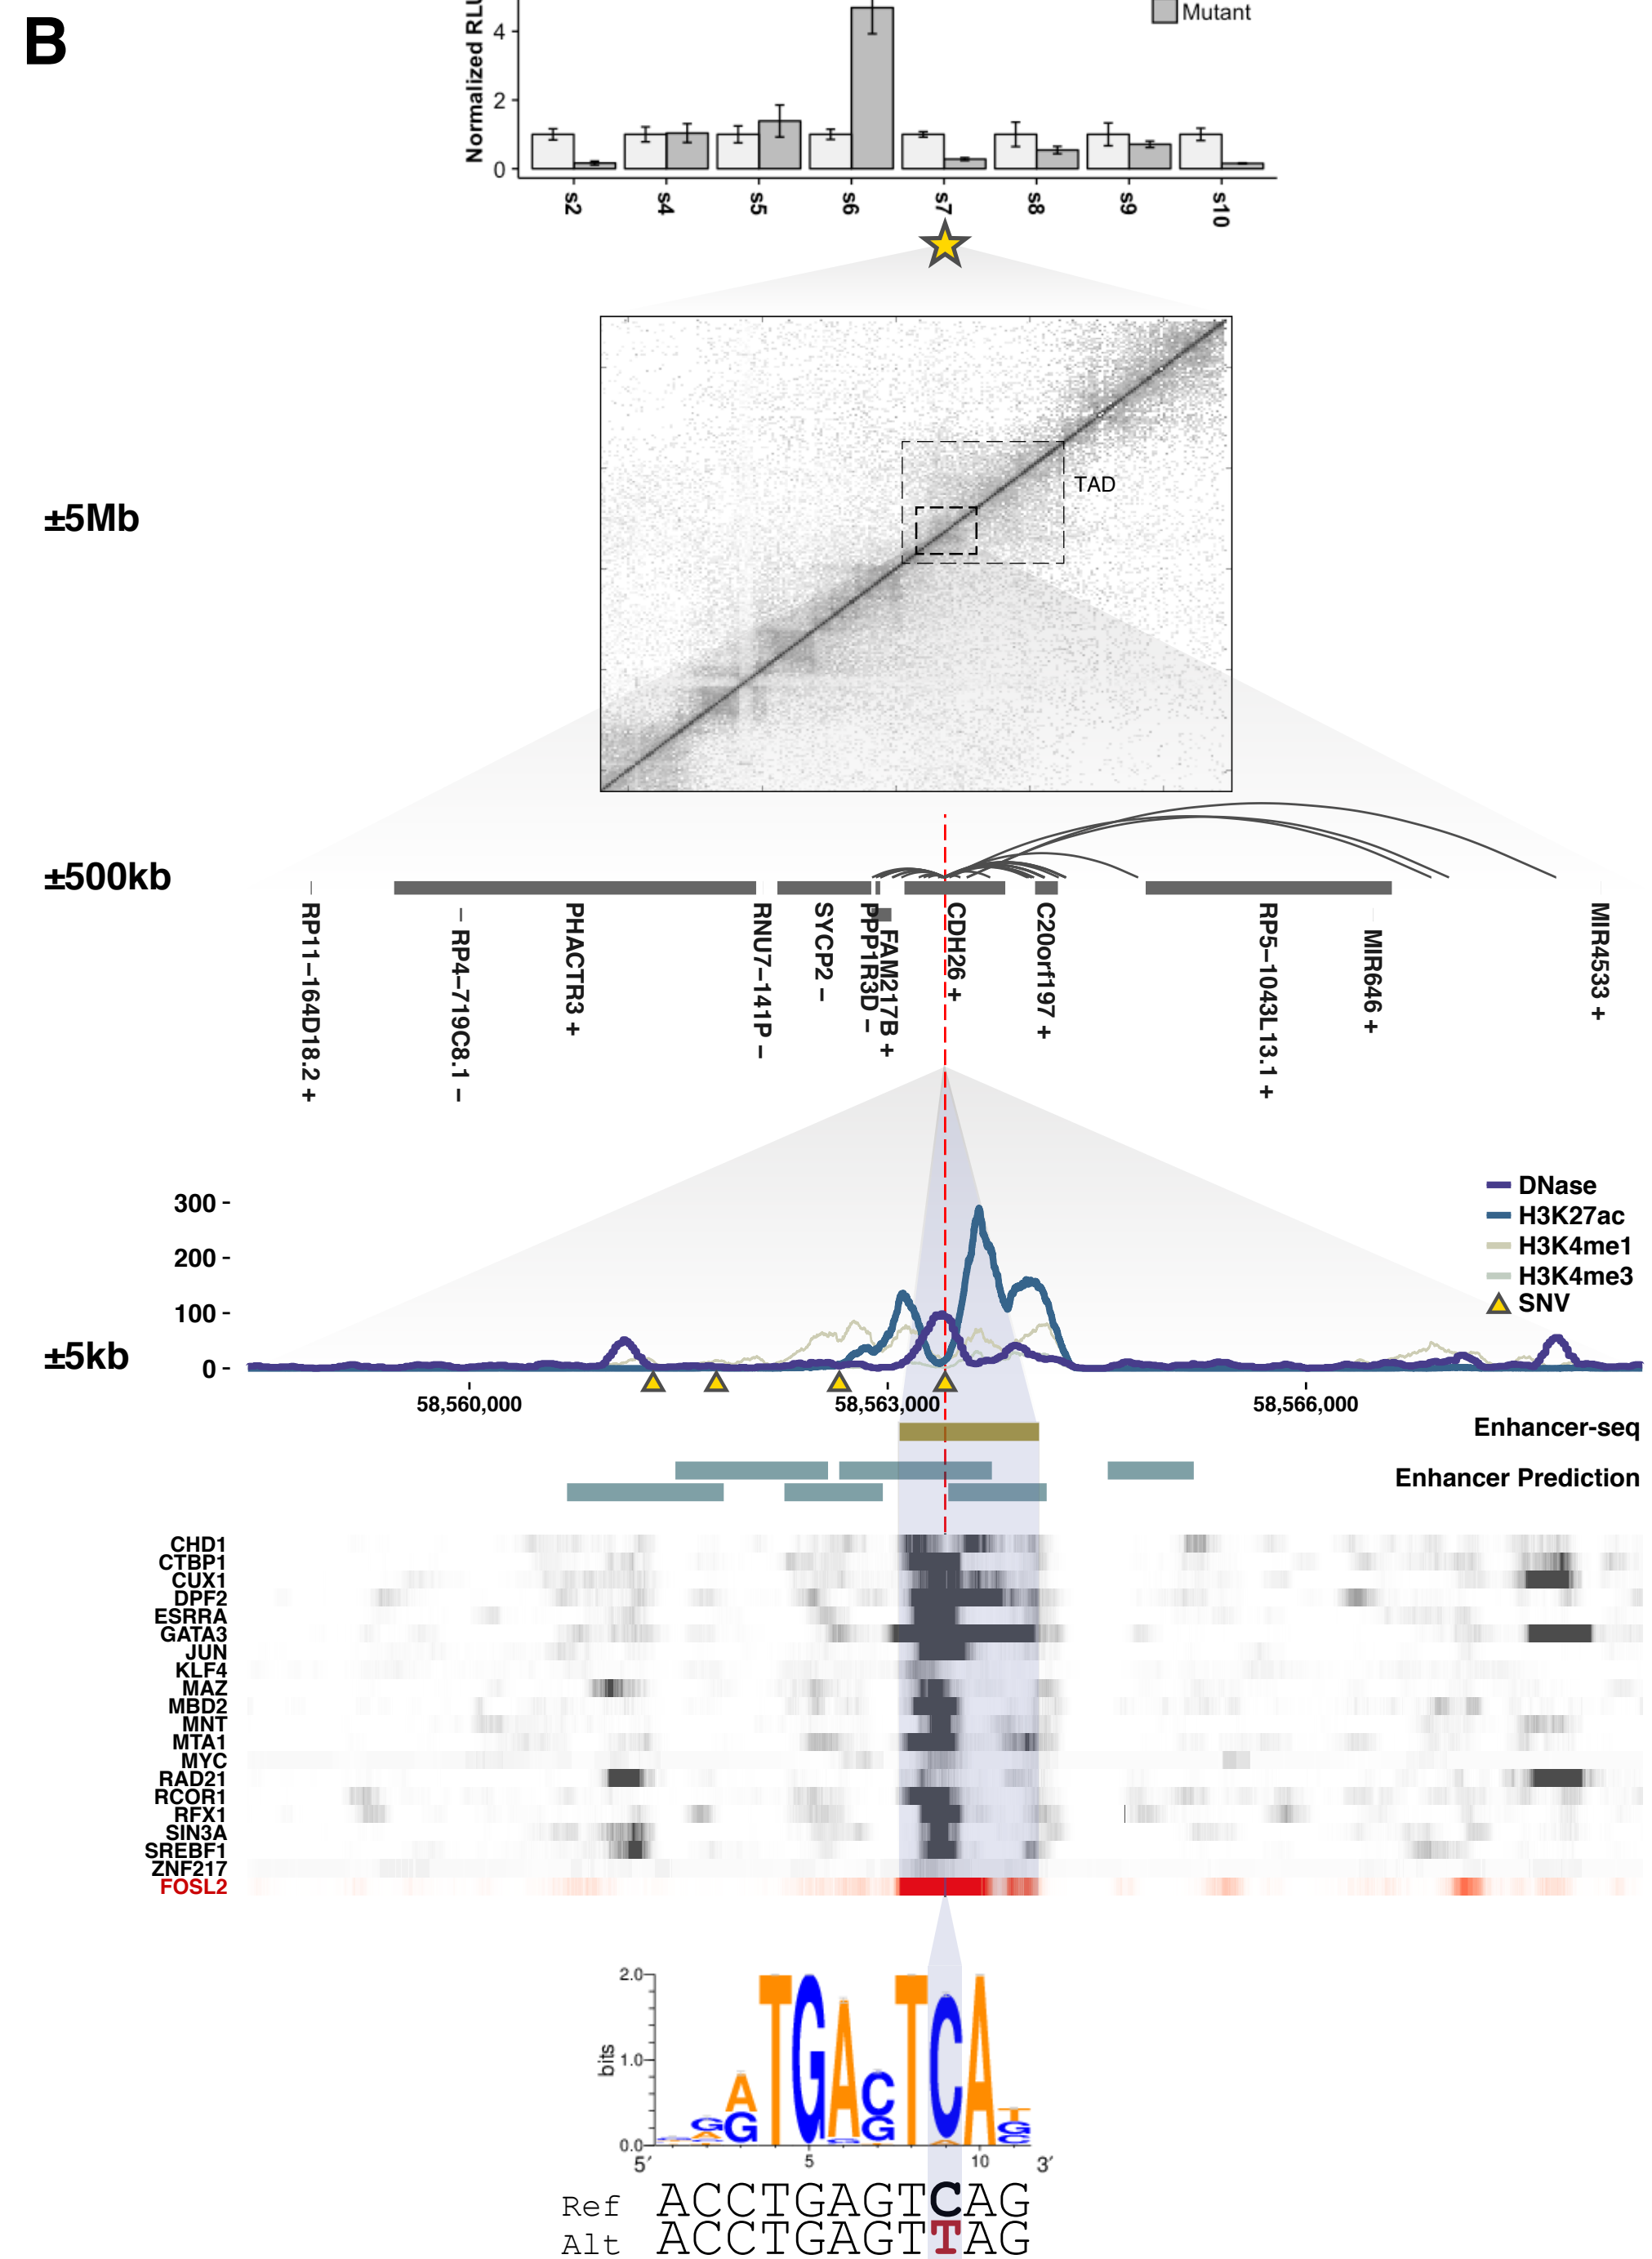 B
Normalized RLU
Mutant
4
2
0
s2
s4
s5
s6
s7
s8
s9
s10
TAD
±5Mb
±500kb
RP11–164D18.2 +
RP4–719C8.1 –
PHACTR3 +
RNU7–141P –
SYCP2 –
PPP1R3D –
FAM217B +
CDH26 +
C20orf197 +
RP5–1043L13.1 +
MIR646 +
MIR4533 +
DNase
H3K27ac
H3K4me1
H3K4me3
SNV
300
200
100
0
±5kb
58,560,000
58,563,000
58,566,000
Enhancer-seq
Enhancer Prediction
CHD1
CTBP1
CUX1
DPF2
ESRRA
GATA3
JUN
KLF4
MAZ
MBD2
MNT
MTA1
MYC
RAD21
RCOR1
RFX1
SIN3A
SREBF1
ZNF217
FOSL2
2.0
1.0
0.0
bits
5′
5
10
3′
Ref ACCTGAGTCAG
Alt ACCTGAGTTAG